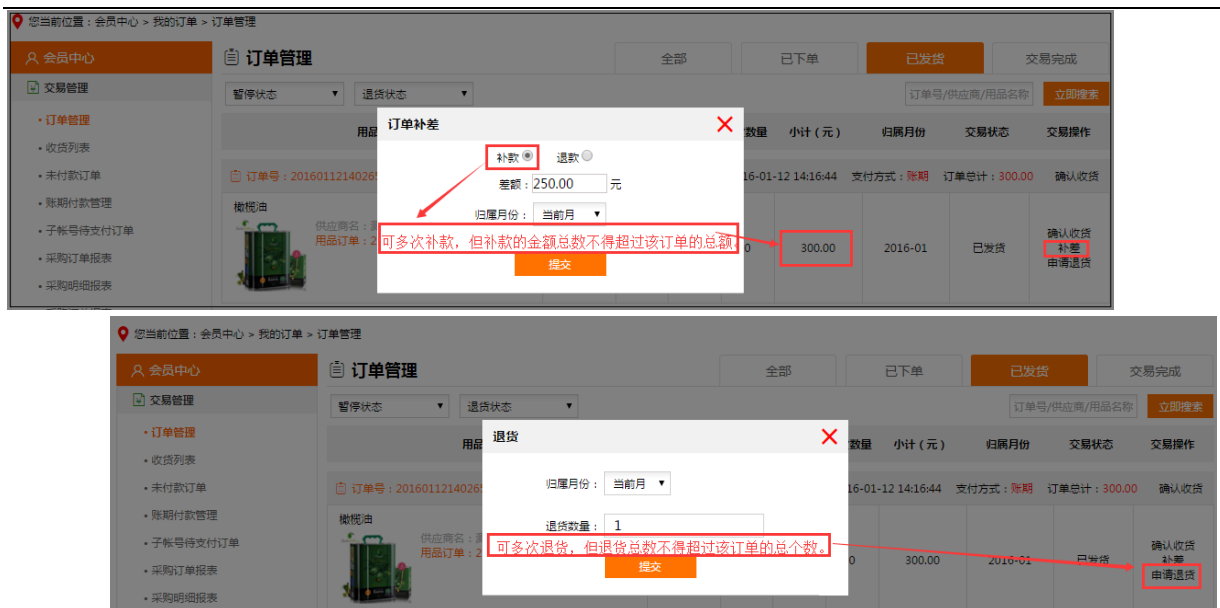 您当前位置：会员中心 > 我的订单 > 订单管理
会员中心
订单管理
全部
已下单
已发货
交易完成
交易管理
暂停状态
退货状态
订单号/供应商/用品名称
立即搜索
• 订单管理
• 收货列表
• 未付款订单
• 账期付款管理
• 子帐号待支付订单
• 采购订单报表
• 采购明细报表
用品
数量
小计（元）
归属月份
交易状态
交易操作
订单补差
补款
退款
差额：250.00 元
归属月份： 当前月
可多次补款，但补款的金额总数不得超过该订单的总额。
提交
订单号：2016011214026
16-01-12 14:16:44
支付方式：账期
订单总计：300.00
确认收货
橄榄油
供应商名：
用品订单：2
0
300.00
2016-01
已发货
确认收货
补差
申请退货
您当前位置：会员中心 > 我的订单 > 订单管理
会员中心
订单管理
全部
已下单
已发货
交易完成
交易管理
暂停状态
退货状态
订单号/供应商/用品名称
立即搜索
• 订单管理
• 收货列表
• 未付款订单
• 账期付款管理
• 子帐号待支付订单
• 采购订单报表
• 采购明细报表
用品
数量
小计（元）
归属月份
交易状态
交易操作
退货
归属月份： 当前月
退货数量： 1
可多次退货，但退货总数不得超过该订单的总个数。
提交
订单号：2016011214026
16-01-12 14:16:44
支付方式：账期
订单总计：300.00
确认收货
橄榄油
供应商名：
用品订单：2
0
300.00
2016-01
已发货
确认收货
补差
申请退货